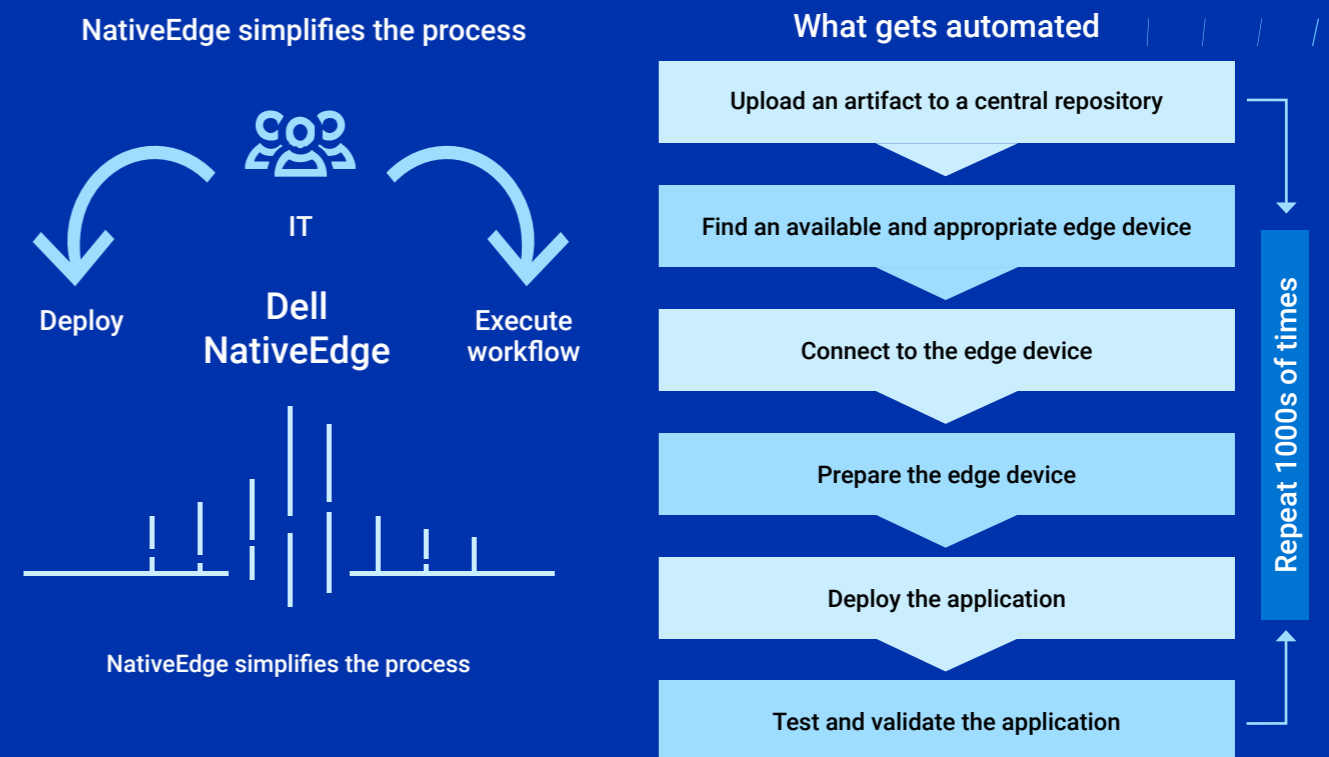 NativeEdge simplifies the process
IT
Deploy
Dell
NativeEdge
Execute
workflow
NativeEdge simplifies the process
What gets automated
Upload an artifact to a central repository
Find an available and appropriate edge device
Connect to the edge device
Prepare the edge device
Deploy the application
Test and validate the application
Repeat 1000s of times